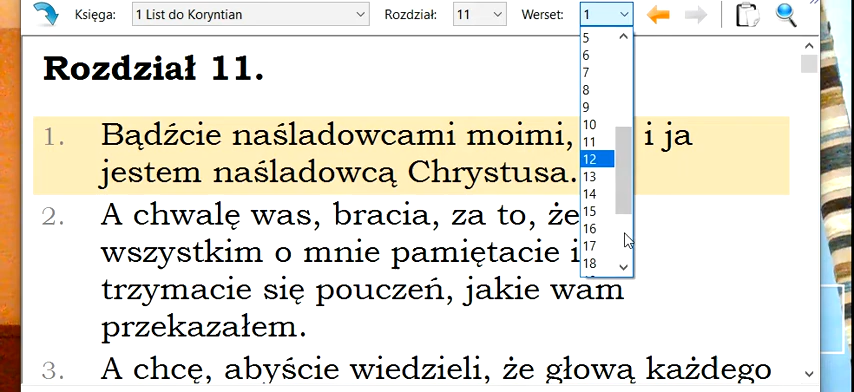 Księga: 1 List do Koryntian Rozdział: 11 Werset: 1
5
6
7
8
9
10
11
12
13
14
15
16
17
18
Rozdział 11.
1. Bądźcie naśladowcami moimi, i ja
jestem naśladowcą Chrystusa.
2. A chwalę was, bracia, za to, że
wszystkim o mnie pamiętacie i
trzymacie się pouczeń, jakie wam
przekazałem.
3. A chcę, abyście wiedzieli, że głową każdego